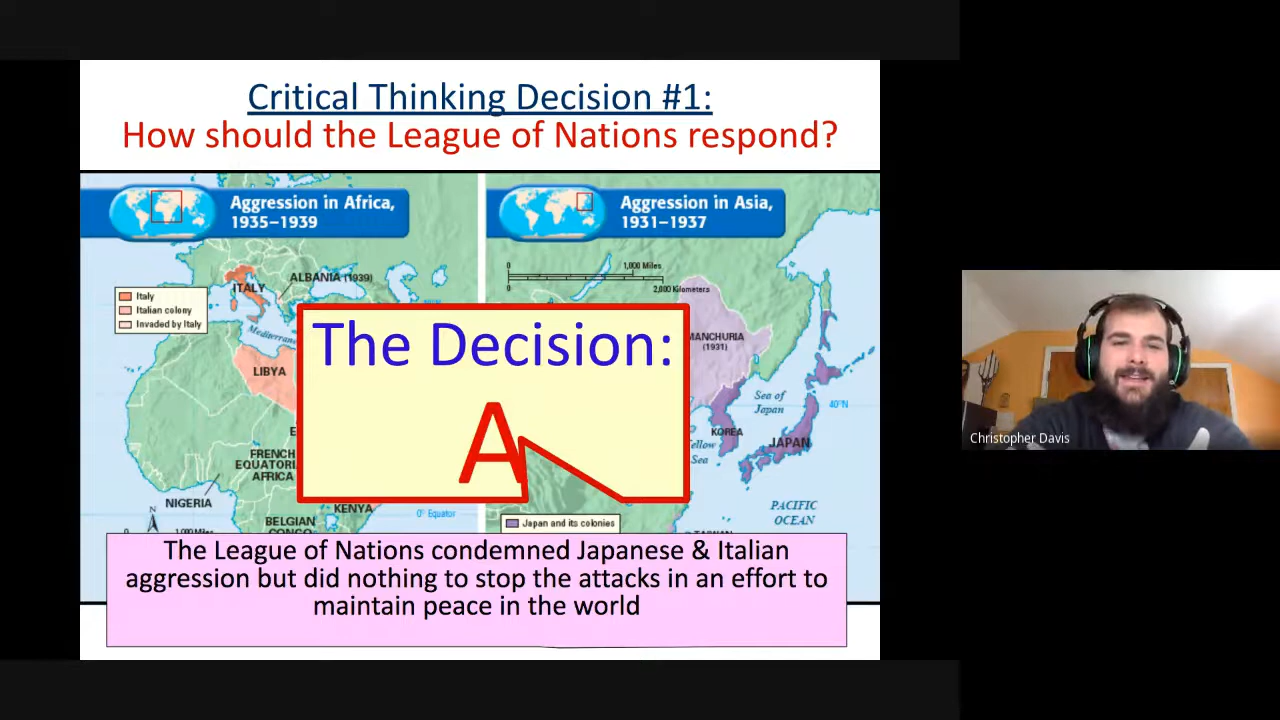 Critical Thinking Decision #1:
How should the League of Nations respond?
Aggression in Africa,
1935–1939
Aggression in Asia,
1931–1937
ALBANIA (1939)
ITALY
Italy
Italian colony
Invaded by Italy
LIBYA
FRENCH
AFRICA
NIGERIA
KENYA
BELGIAN
0° Equator
N
0
1,000 Miles
0
2,000 Kilometers
MANCHURIA
(1931)
Sea of
Japan
40°N
KOREA
JAPAN
Sea
PACIFIC
OCEAN
Japan and its colonies
The Decision:
A
The League of Nations condemned Japanese & Italian
aggression but did nothing to stop the attacks in an effort to
maintain peace in the world
Christopher Davis